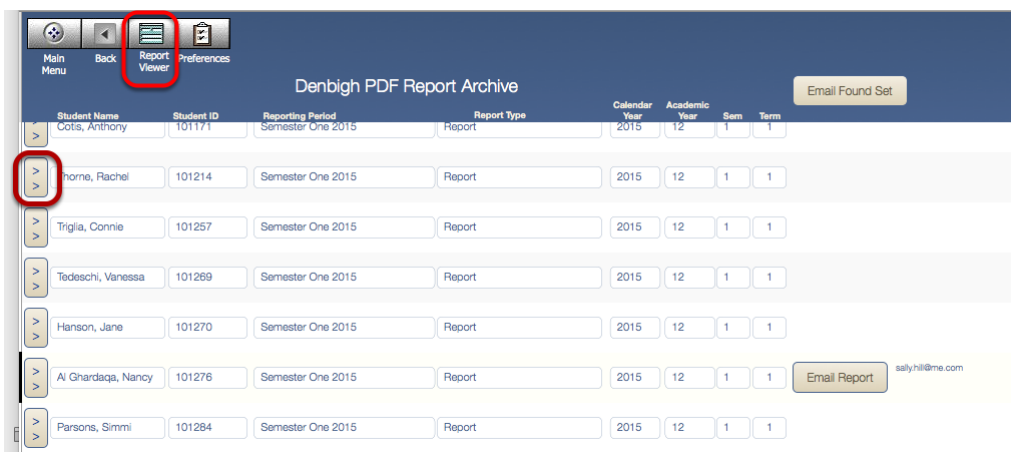 Main Menu Back Report Viewer Preferences
Denbigh PDF Report Archive
Email Found Set
Student Name Student ID Reporting Period Report Type Calendar Year Academic Year Sem Term
> > Cotis, Anthony 101171 Semester One 2015 Report 2015 12 1 1
> > Thorne, Rachel 101214 Semester One 2015 Report 2015 12 1 1
> > Triglia, Connie 101257 Semester One 2015 Report 2015 12 1 1
> > Tedeschi, Vanessa 101269 Semester One 2015 Report 2015 12 1 1
> > Hanson, Jane 101270 Semester One 2015 Report 2015 12 1 1
> > Al Ghardaqa, Nancy 101276 Semester One 2015 Report 2015 12 1 1 Email Report sally.hill@me.com
> > Parsons, Simmi 101284 Semester One 2015 Report 2015 12 1 1